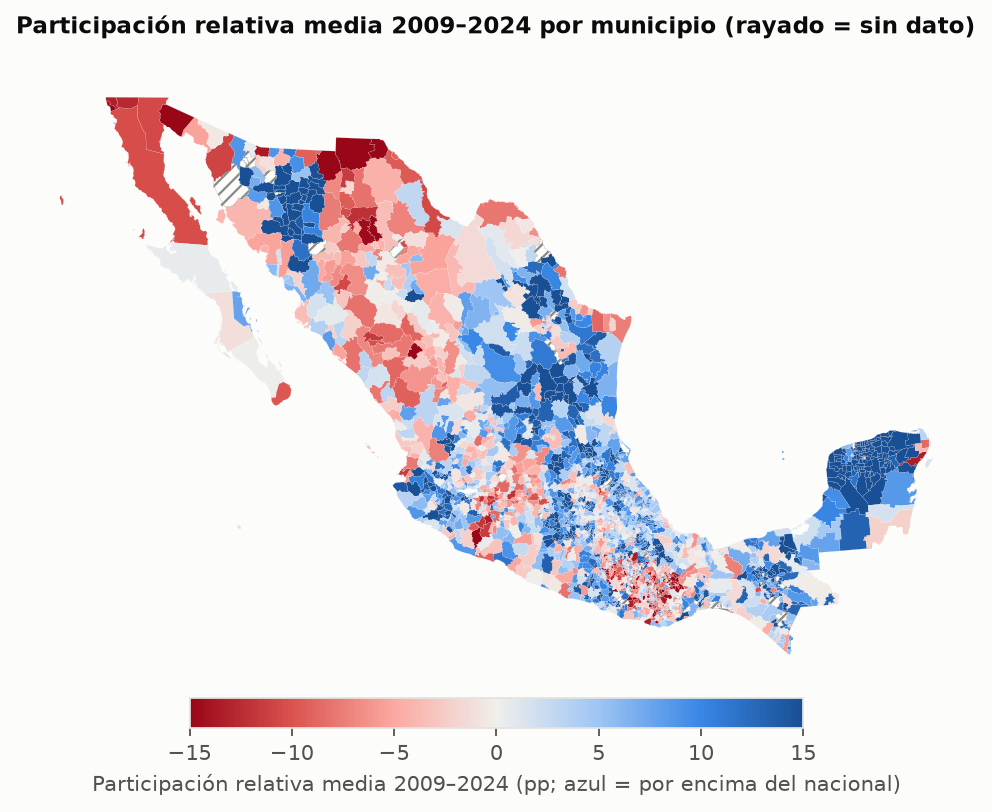 Participación relativa media 2009–2024 por municipio (rayado = sin dato)
−15 −10 −5 0 5 10 15
Participación relativa media 2009–2024 (pp; azul = por encima del nacional)